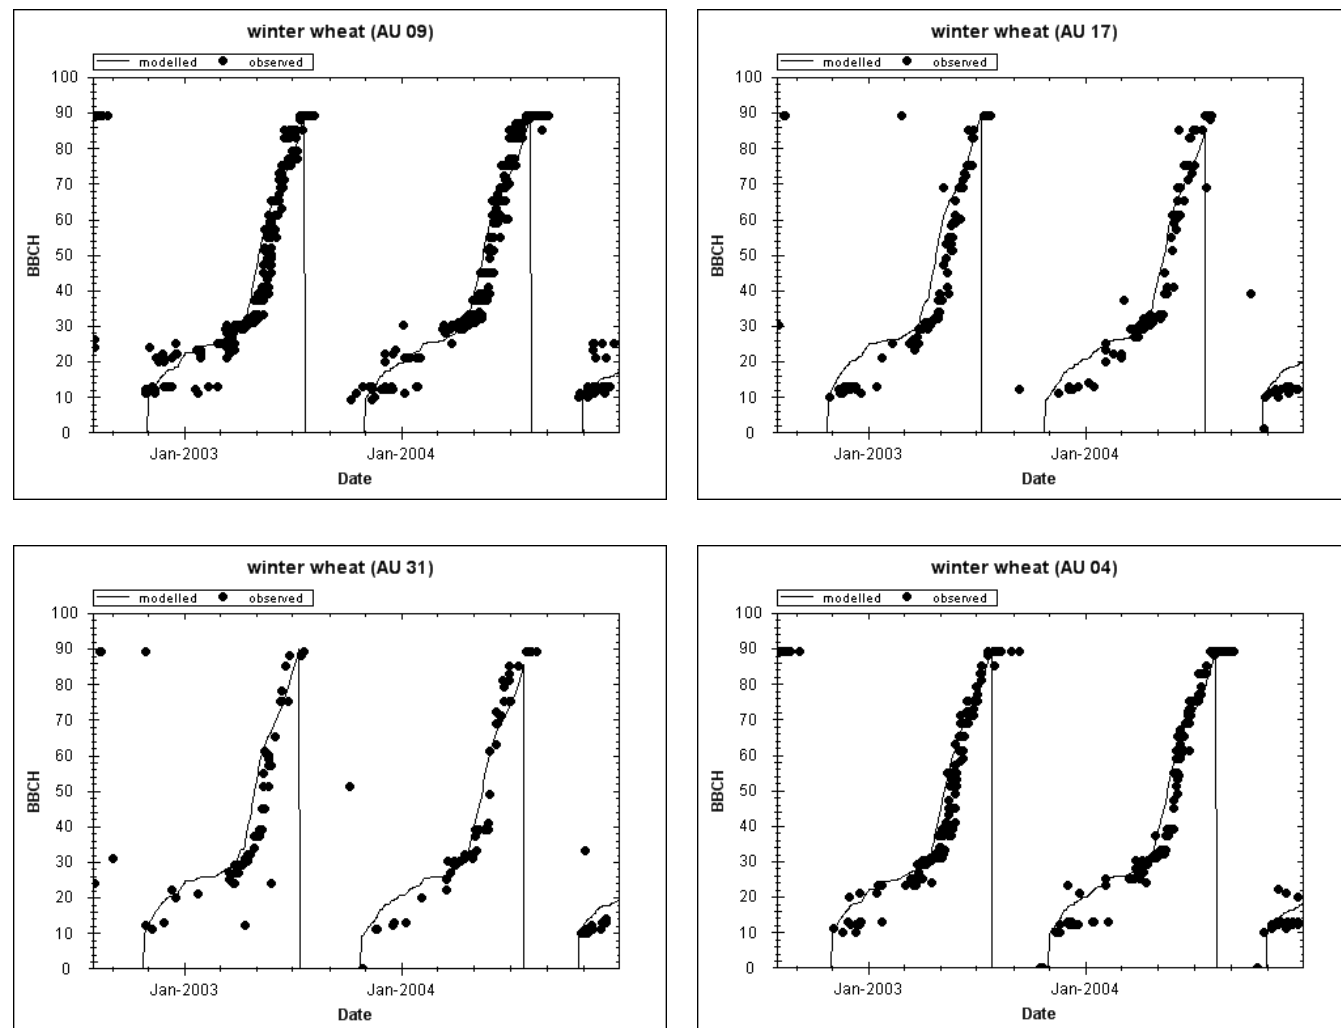 winter wheat (AU 09)
modelled observed
100
90
80
70
60
50
40
30
20
10
0
BBCH
Jan-2003 Jan-2004
Date
winter wheat (AU 17)
modelled observed
100
90
80
70
60
50
40
30
20
10
0
BBCH
Jan-2003 Jan-2004
Date
winter wheat (AU 31)
modelled observed
100
90
80
70
60
50
40
30
20
10
0
BBCH
Jan-2003 Jan-2004
Date
winter wheat (AU 04)
modelled observed
100
90
80
70
60
50
40
30
20
10
0
BBCH
Jan-2003 Jan-2004
Date